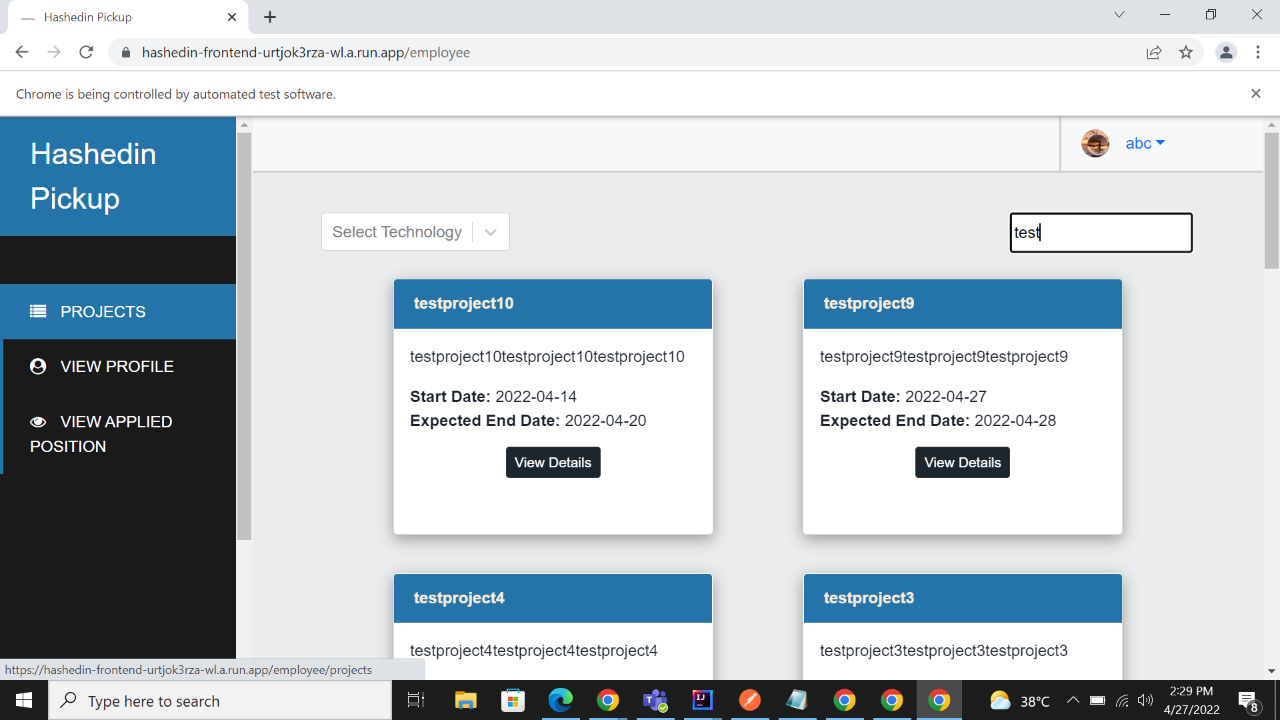 Hashedin Pickup
hashedin-frontend-urtjok3rza-wl.a.run.app/employee
Chrome is being controlled by automated test software.
Hashedin
Pickup
abc
PROJECTS
VIEW PROFILE
VIEW APPLIED
POSITION
Select Technology
test
testproject10
testproject10testproject10testproject10
Start Date: 2022-04-14
Expected End Date: 2022-04-20
View Details
testproject9
testproject9testproject9testproject9
Start Date: 2022-04-27
Expected End Date: 2022-04-28
View Details
testproject4
testproject4testproject4testproject4
testproject3
testproject3testproject3testproject3
https://hashedin-frontend-urtjok3rza-wl.a.run.app/employee/projects
Type here to search
38°C
2:29 PM
4/27/2022
8